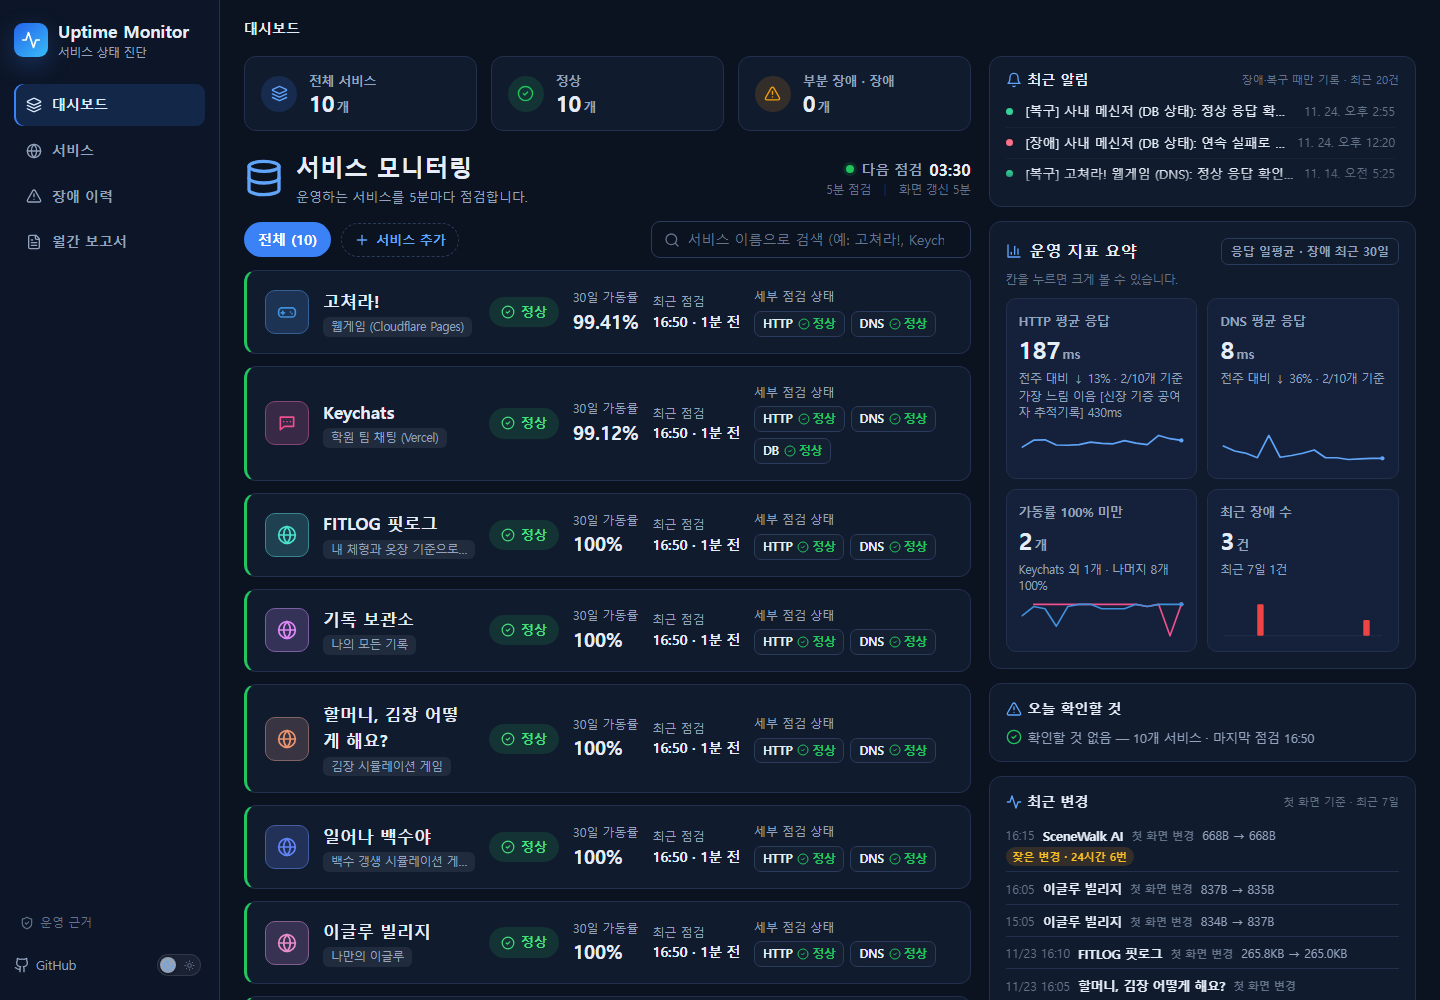 Uptime Monitor
서비스 상태 진단
대시보드
서비스
장애 이력
월간 보고서
운영 근거
GitHub
대시보드
전체 서비스
10개
정상
10개
부분 장애 · 장애
0개
서비스 모니터링
운영하는 서비스를 5분마다 점검합니다.
다음 점검 03:30
5분 점검 | 화면 갱신 5분
전체 (10)
서비스 추가
서비스 이름으로 검색 (예: 고쳐라!, Keych
고쳐라!
웹게임 (Cloudflare Pages)
정상
30일 가동률
99.41%
최근 점검
16:50 · 1분 전
세부 점검 상태
HTTP 정상
DNS 정상
Keychats
학원 팀 채팅 (Vercel)
정상
30일 가동률
99.12%
최근 점검
16:50 · 1분 전
세부 점검 상태
HTTP 정상
DNS 정상
DB 정상
FITLOG 핏로그
내 체형과 옷장 기준으로...
정상
30일 가동률
100%
최근 점검
16:50 · 1분 전
세부 점검 상태
HTTP 정상
DNS 정상
기록 보관소
나의 모든 기록
정상
30일 가동률
100%
최근 점검
16:50 · 1분 전
세부 점검 상태
HTTP 정상
DNS 정상
할머니, 김장 어떻
게 해요?
김장 시뮬레이션 게임
정상
30일 가동률
100%
최근 점검
16:50 · 1분 전
세부 점검 상태
HTTP 정상
DNS 정상
일어나 백수야
백수 갱생 시뮬레이션 게...
정상
30일 가동률
100%
최근 점검
16:50 · 1분 전
세부 점검 상태
HTTP 정상
DNS 정상
이글루 빌리지
나만의 이글루
정상
30일 가동률
100%
최근 점검
16:50 · 1분 전
세부 점검 상태
HTTP 정상
DNS 정상
최근 알림
장애·복구 때만 기록 · 최근 20건
[복구] 사내 메신저 (DB 상태): 정상 응답 확... 11. 24. 오후 2:55
[장애] 사내 메신저 (DB 상태): 연속 실패로 ... 11. 24. 오후 12:20
[복구] 고쳐라! 웹게임 (DNS): 정상 응답 확인... 11. 14. 오전 5:25
운영 지표 요약
응답 일평균 · 장애 최근 30일
칸을 누르면 크게 볼 수 있습니다.
HTTP 평균 응답
187ms
전주 대비 ↓ 13% · 2/10개 기준
가장 느림 이음 [신장 기증 공여
자 추적기록] 430ms
DNS 평균 응답
8ms
전주 대비 ↓ 36% · 2/10개 기준
가동률 100% 미만
2개
Keychats 외 1개 · 나머지 8개
100%
최근 장애 수
3건
최근 7일 1건
오늘 확인할 것
확인할 것 없음 — 10개 서비스 · 마지막 점검 16:50
최근 변경
첫 화면 기준 · 최근 7일
16:15 SceneWalk AI 첫 화면 변경 668B → 668B
잦은 변경 · 24시간 6번
16:05 이글루 빌리지 첫 화면 변경 837B → 835B
15:05 이글루 빌리지 첫 화면 변경 834B → 837B
11/23 16:10 FITLOG 핏로그 첫 화면 변경 265.8KB → 265.0KB
11/23 16:05 할머니, 김장 어떻게 해요? 첫 화면 변경